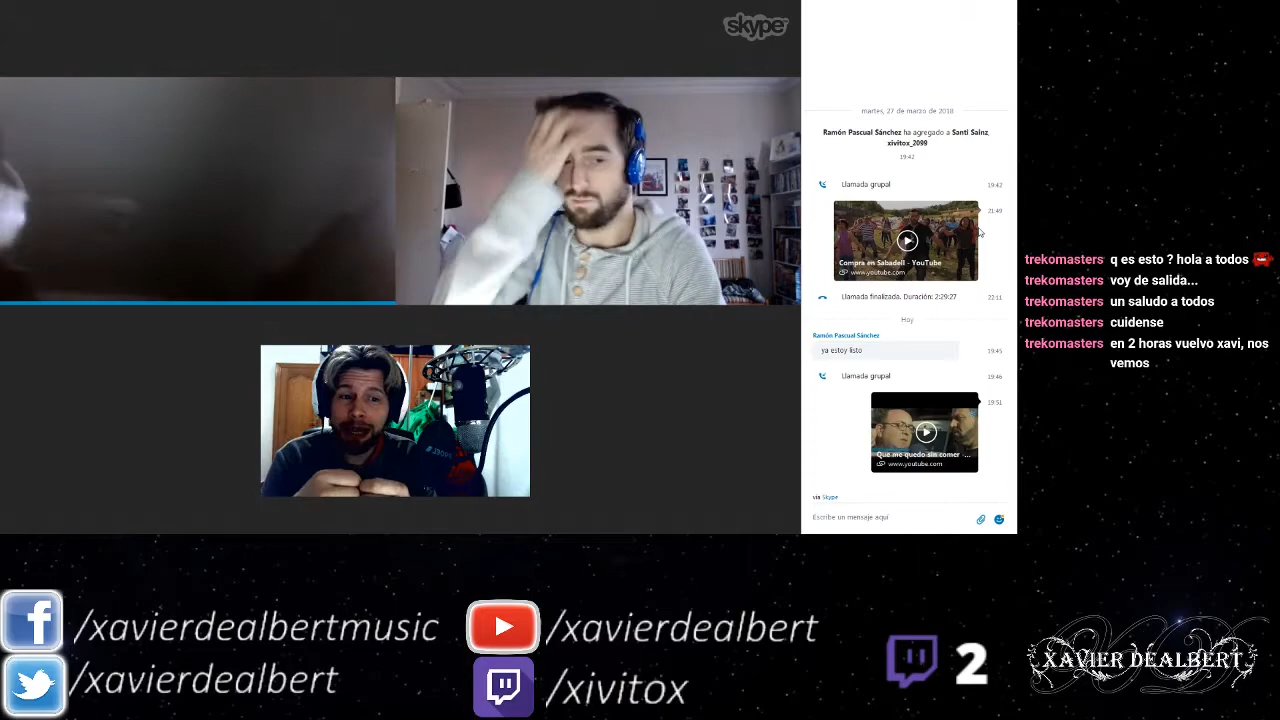 skype
martes, 27 de marzo de 2018
Ramón Pascual Sánchez ha agregado a Santi Sainz,
xivitox_2099
19:42
Llamada grupal 19:42
21:49
Compra en Sabadell - YouTube
www.youtube.com
Llamada finalizada. Duración: 2:29:27 22:11
Hoy
Ramón Pascual Sánchez
ya estoy listo 19:45
Llamada grupal 19:46
19:51
Que me quedo sin comer -...
www.youtube.com
via Skype
Escribe un mensaje aquí
trekomasters q es esto ? hola a todos
trekomasters voy de salida...
trekomasters un saludo a todos
trekomasters cuidense
trekomasters en 2 horas vuelvo xavi, nos
vemos
/xavierdealbertmusic
/xavierdealbert
/xavierdealbert
/xivitox
2
XAVIER DEALBERT